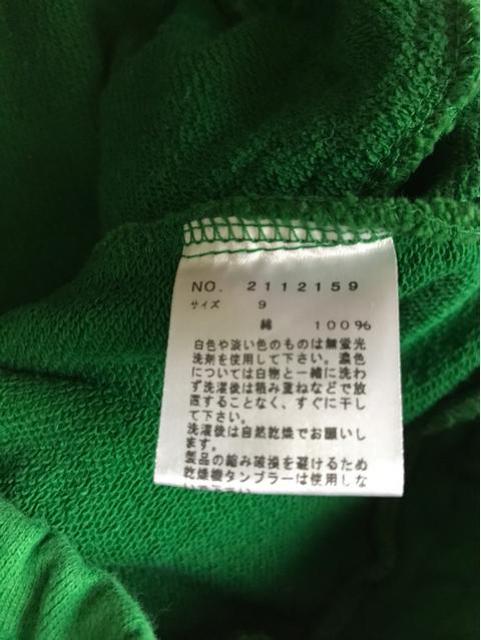 NO. 2112159
サイズ 9
綿 100%
白色や淡い色のものは無蛍光
洗剤を使用して下さい。濃色
については白物と一緒に洗わ
ず洗濯後は積み重ねなどで放
置することなく、すぐに干し
て下さい。
洗濯後は自然乾燥でお願いし
ます。
製品の縮み破損を避けるため
乾燥機タンブラーは使用しな